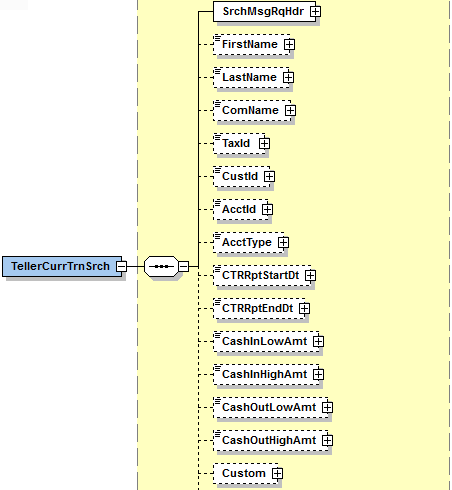 SrchMsgRqHdr
FirstName
LastName
ComName
TaxId
CustId
AcctId
AcctType
TellerCurrTrnSrch
CTRRptStartDt
CTRRptEndDt
CashInLowAmt
CashInHighAmt
CashOutLowAmt
CashOutHighAmt
Custom